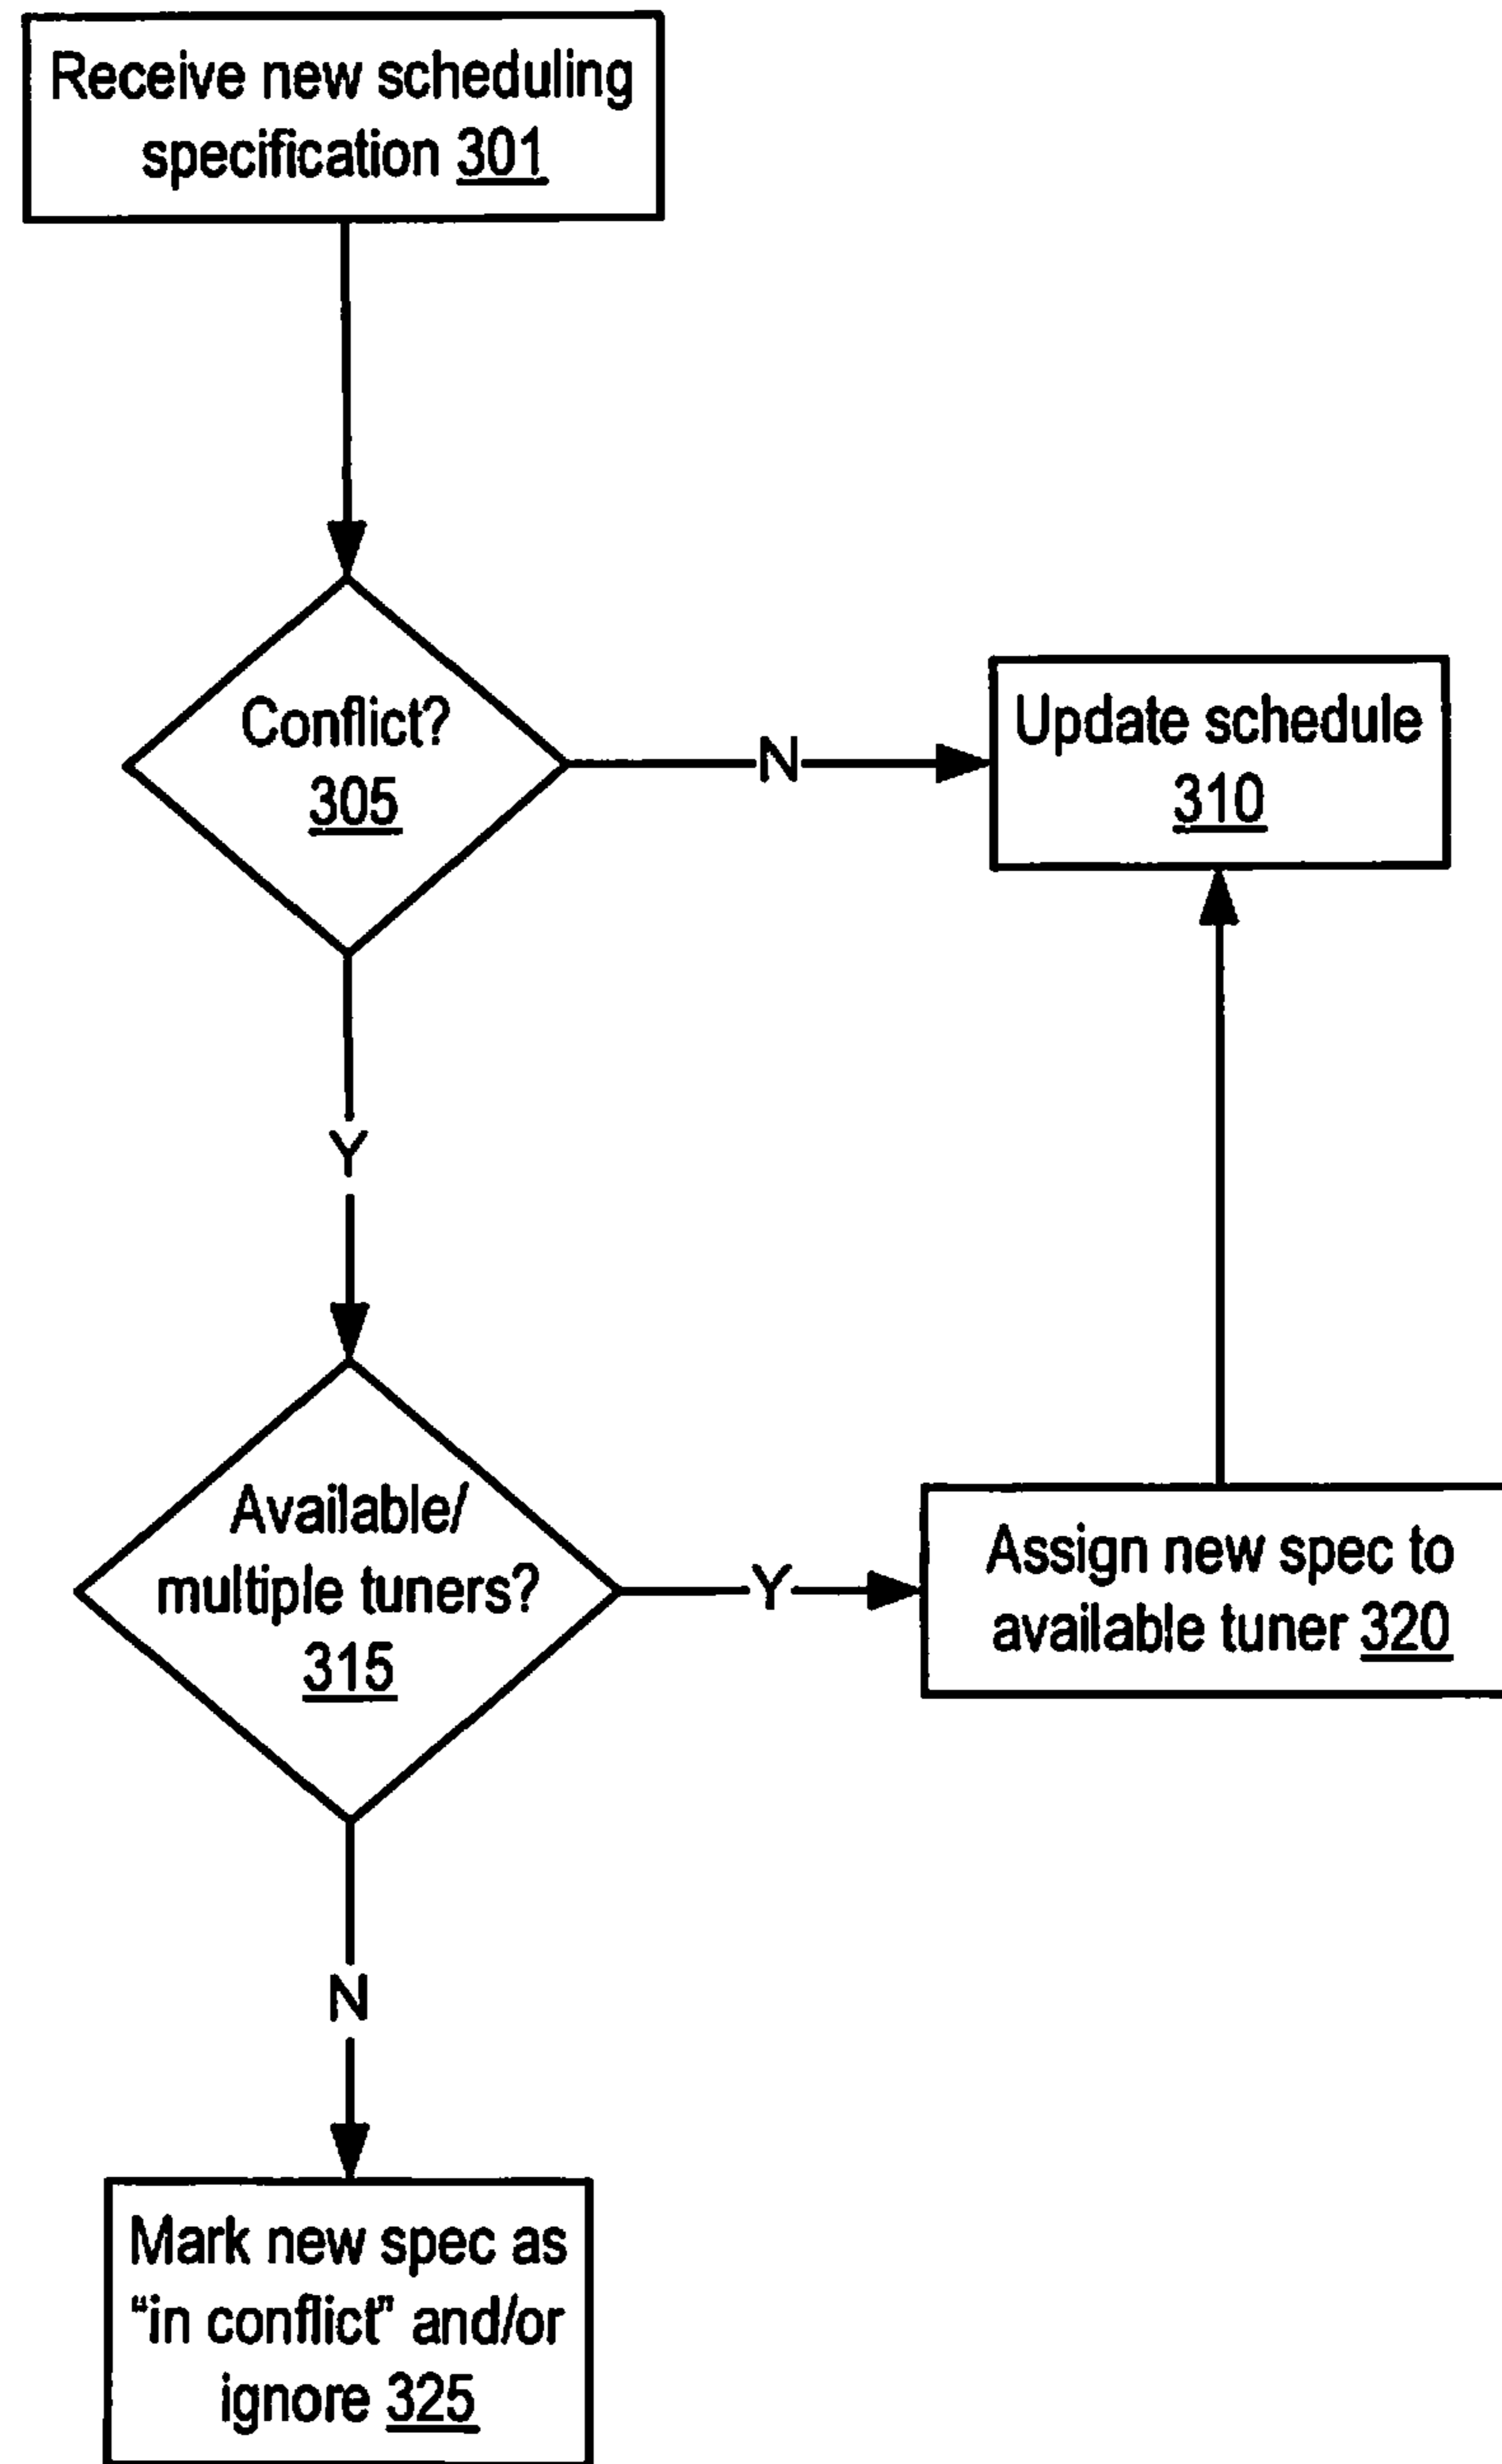 Receive new scheduling
specification 301
Conflict?
305
N
Update schedule
310
Y
Available/
multiple tuners?
315
Y
Assign new spec to
available tuner 320
N
Mark new spec as
“in conflict” and/or
ignore 325